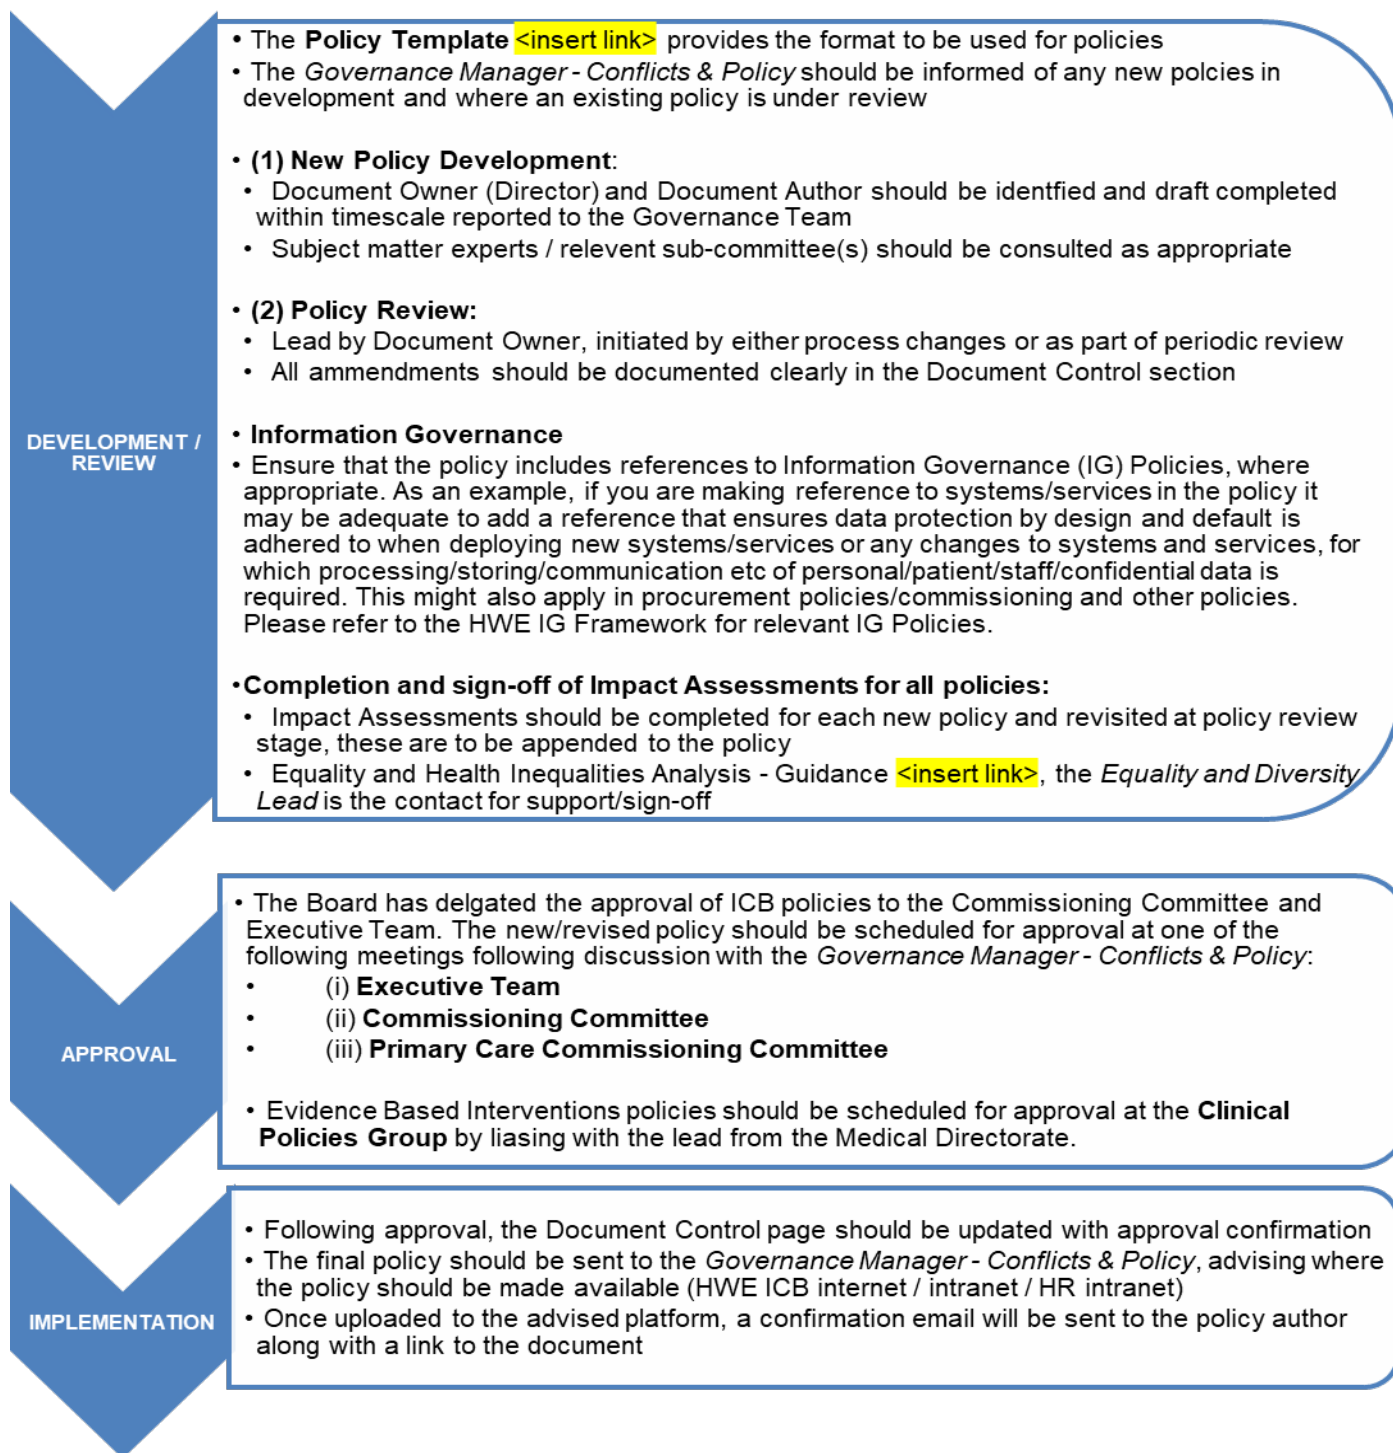 • The Policy Template <insert link> provides the format to be used for policies
• The Governance Manager - Conflicts & Policy should be informed of any new polcies in
development and where an existing policy is under review
• (1) New Policy Development:
• Document Owner (Director) and Document Author should be identfied and draft completed
within timescale reported to the Governance Team
• Subject matter experts / relevent sub-committee(s) should be consulted as appropriate
• (2) Policy Review:
• Lead by Document Owner, initiated by either process changes or as part of periodic review
• All ammendments should be documented clearly in the Document Control section
DEVELOPMENT /
REVIEW
• Information Governance
• Ensure that the policy includes references to Information Governance (IG) Policies, where
appropriate. As an example, if you are making reference to systems/services in the policy it
may be adequate to add a reference that ensures data protection by design and default is
adhered to when deploying new systems/services or any changes to systems and services, for
which processing/storing/communication etc of personal/patient/staff/confidential data is
required. This might also apply in procurement policies/commissioning and other policies.
Please refer to the HWE IG Framework for relevant IG Policies.
• Completion and sign-off of Impact Assessments for all policies:
• Impact Assessments should be completed for each new policy and revisited at policy review
stage, these are to be appended to the policy
• Equality and Health Inequalities Analysis - Guidance <insert link>, the Equality and Diversity
Lead is the contact for support/sign-off
APPROVAL
• The Board has delgated the approval of ICB policies to the Commissioning Committee and
Executive Team. The new/revised policy should be scheduled for approval at one of the
following meetings following discussion with the Governance Manager - Conflicts & Policy:
• (i) Executive Team
• (ii) Commissioning Committee
• (iii) Primary Care Commissioning Committee
• Evidence Based Interventions policies should be scheduled for approval at the Clinical
Policies Group by liasing with the lead from the Medical Directorate.
IMPLEMENTATION
• Following approval, the Document Control page should be updated with approval confirmation
• The final policy should be sent to the Governance Manager - Conflicts & Policy, advising where
the policy should be made available (HWE ICB internet / intranet / HR intranet)
• Once uploaded to the advised platform, a confirmation email will be sent to the policy author
along with a link to the document